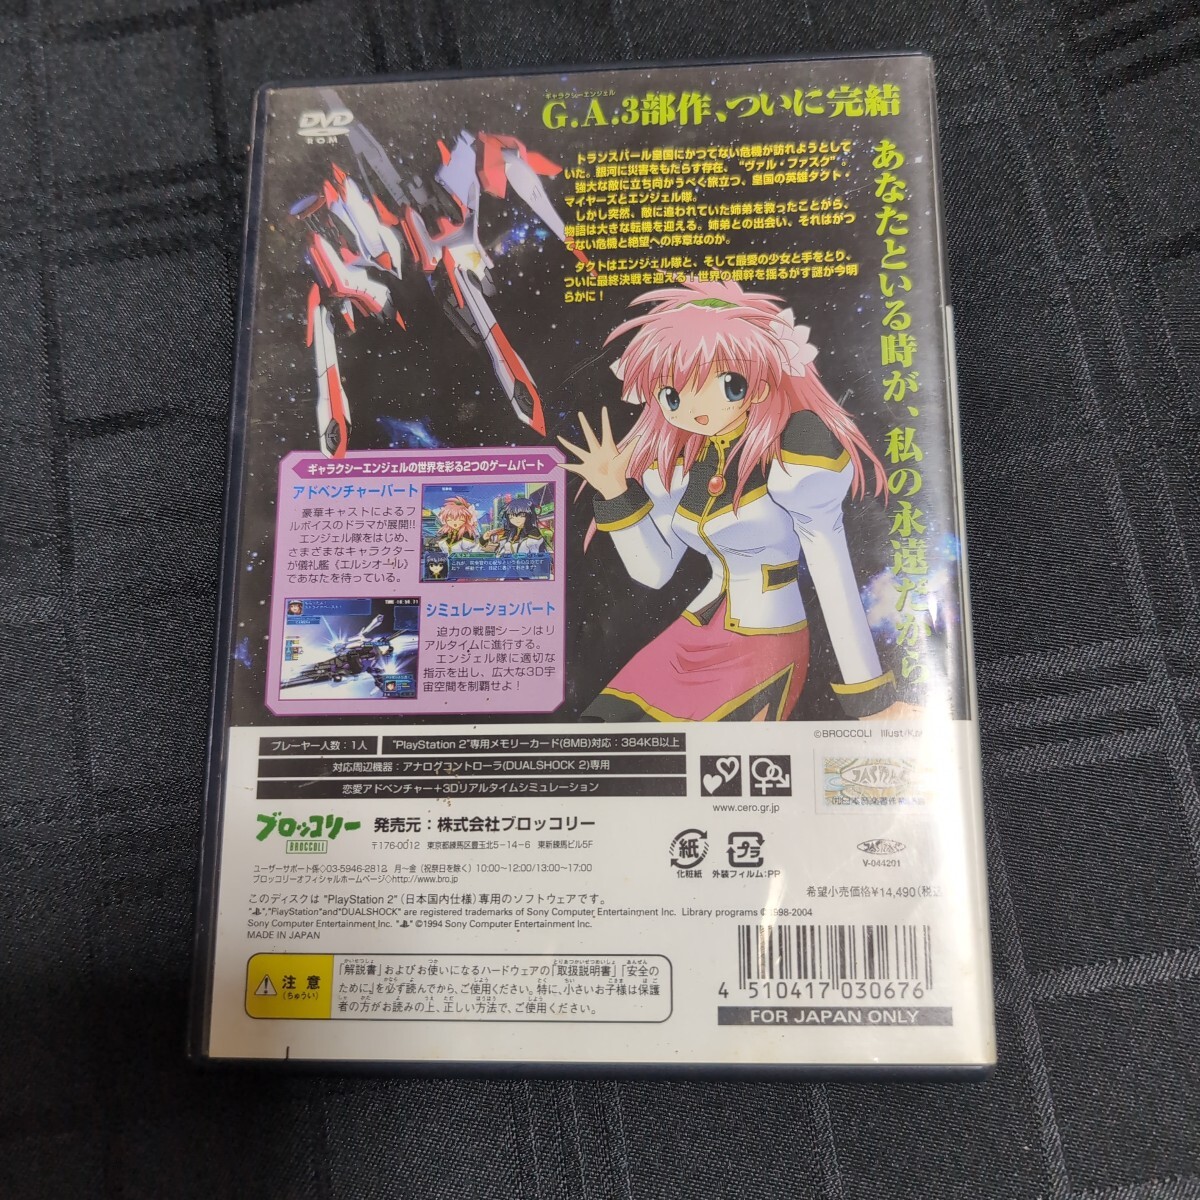 DVD
ROM
ギャラクシーエンジェル
G.A.3部作、ついに完結
トランスバール皇国にかつてない危機が訪れようとして
いた。銀河に災害をもたらす存在、“ヴァル・ファスク”。
強大な敵に立ち向かうべく旅立つ、皇国の英雄タクト・
マイヤーズとエンジェル隊。
しかし突然、敵に追われていた姉弟を救ったことから、
物語は大きな転機を迎える。姉弟との出会い、それはかつ
てない危機と絶望への序章なのか。
タクトはエンジェル隊と、そして最愛の少女と手をとり、
ついに最終決戦を迎える！世界の根幹を揺るがす謎が今明
らかに！
あなたといる時が、私の永遠だから
ギャラクシーエンジェルの世界を彩る2つのゲームパート
アドベンチャーパート
豪華キャストによるフ
ルボイスのドラマが展開!!
エンジェル隊をはじめ、
さまざまなキャラクター
が儀礼艦《エルシオール》
であなたを待っている。
シミュレーションパート
迫力の戦闘シーンはリ
アルタイムに進行する。
エンジェル隊に適切な
指示を出し、広大な3D宇
宙空間を制覇せよ！
©BROCCOLI Illust/Ka
プレーヤー人数：1人
"PlayStation 2"専用メモリーカード(8MB)対応：384KB以上
対応周辺機器：アナログコントローラ(DUALSHOCK 2)専用
恋愛アドベンチャー+3Dリアルタイムシミュレーション
www.cero.gr.jp
JASRAC
ブロッコリー
BROCCOLI
発売元：株式会社ブロッコリー
〒176-0012 東京都練馬区豊玉北5-14-6 東新練馬ビル5F
ユーザーサポート係◇03-5946-2812 月～金（祝祭日を除く）10:00～12:00/13:00～17:00
ブロッコリーオフィシャルホームページ◇http://www.bro.jp
紙
化粧紙
プラ
外装フィルム:PP
JASRAC
V-044201
希望小売価格¥14,490(税込
このディスクは "PlayStation 2"（日本国内仕様）専用のソフトウェアです。
" ","PlayStation"and"DUALSHOCK" are registered trademarks of Sony Computer Entertainment Inc. Library programs ©1998-2004
Sony Computer Entertainment Inc. " " ©1994 Sony Computer Entertainment Inc.
MADE IN JAPAN
注意
（ちゅうい）
「解説書」およびお使いになるハードウェアの「取扱説明書」「安全の
ために」を必ず読んでから、ご使用ください。特に、小さいお子様は保護
者の方がお読みの上、正しい方法で、ご使用ください。
4 510417 030676
FOR JAPAN ONLY